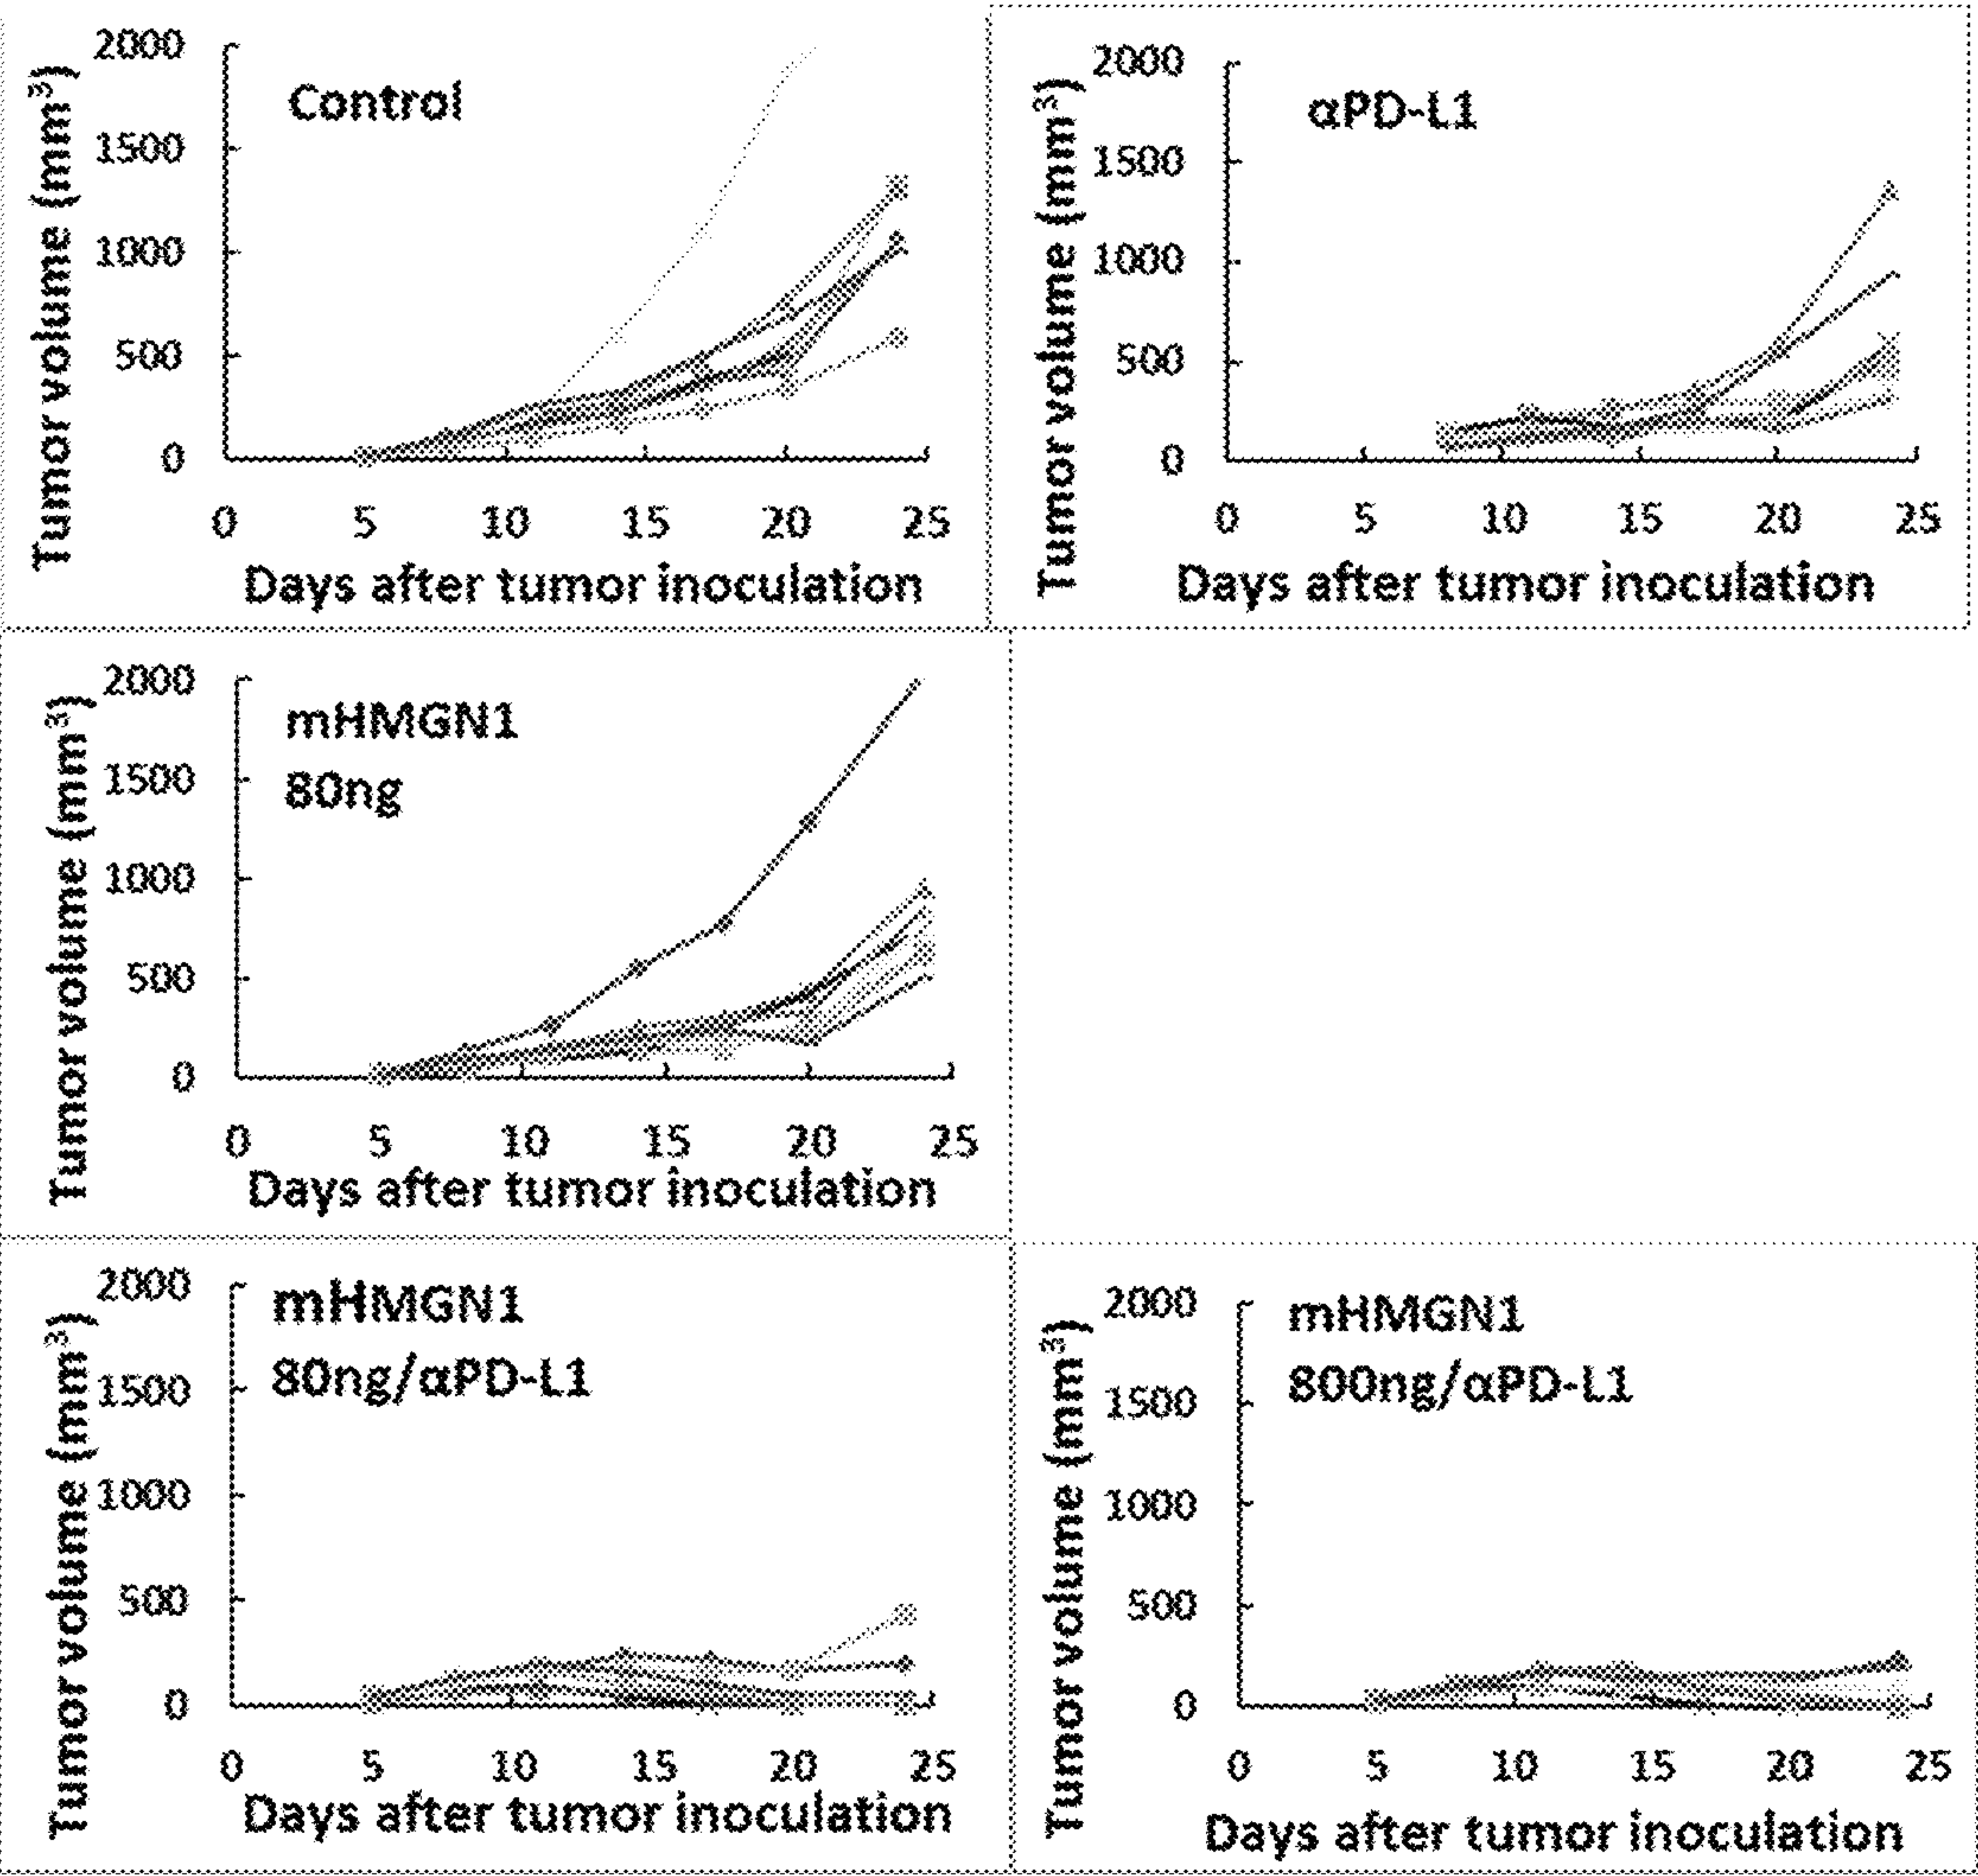 Control
Tumor volume (mm³)
2000
1500
1000
500
0
0 5 10 15 20 25
Days after tumor inoculation
αPD-L1
Tumor volume (mm³)
2000
1500
1000
500
0
0 5 10 15 20 25
Days after tumor inoculation
mHMGN1
80ng
Tumor volume (mm³)
2000
1500
1000
500
0
0 5 10 15 20 25
Days after tumor inoculation
mHMGN1
80ng/αPD-L1
Tumor volume (mm³)
2000
1500
1000
500
0
0 5 10 15 20 25
Days after tumor inoculation
mHMGN1
800ng/αPD-L1
Tumor volume (mm³)
2000
1500
1000
500
0
0 5 10 15 20 25
Days after tumor inoculation